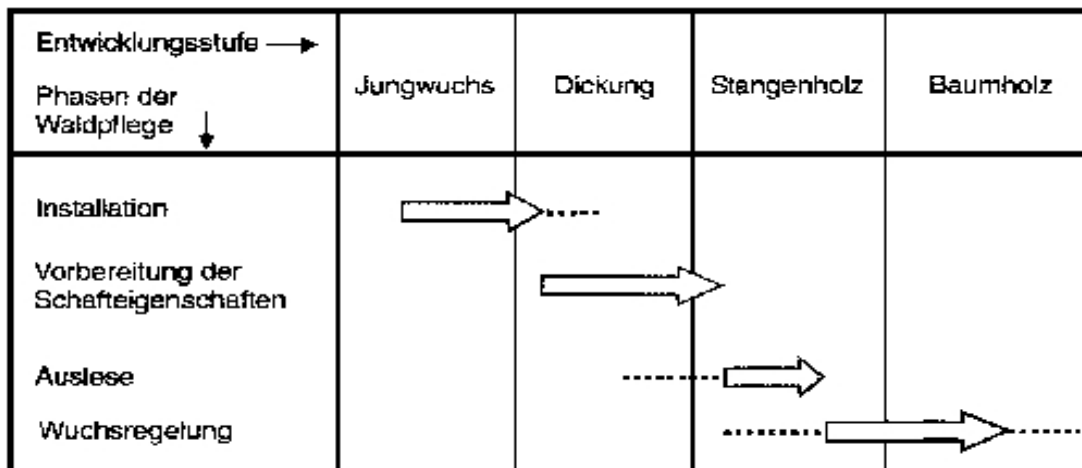 Entwicklungsstufe
Phasen der
Waldpflege
Jungwuchs
Dickung
Stangenholz
Baumholz
Installation
Vorbereitung der
Schafteigenschaften
Auslese
Wuchsregelung